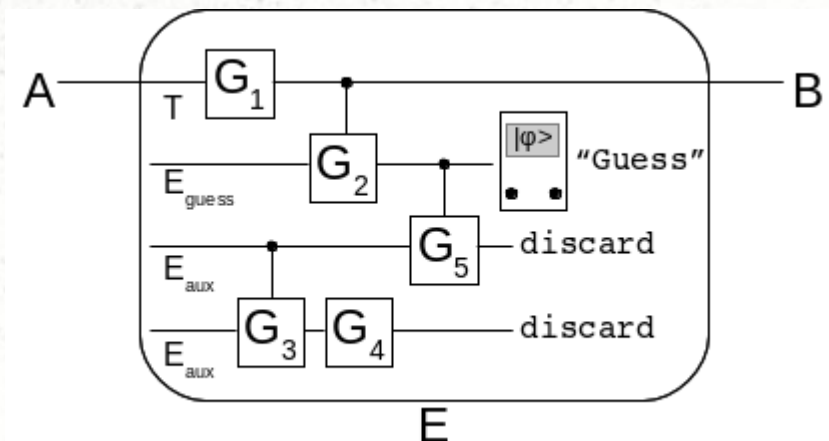 A T G1 B
Eguess G2 |φ> "Guess"
Eaux G5 discard
Eaux G3 G4 discard
E